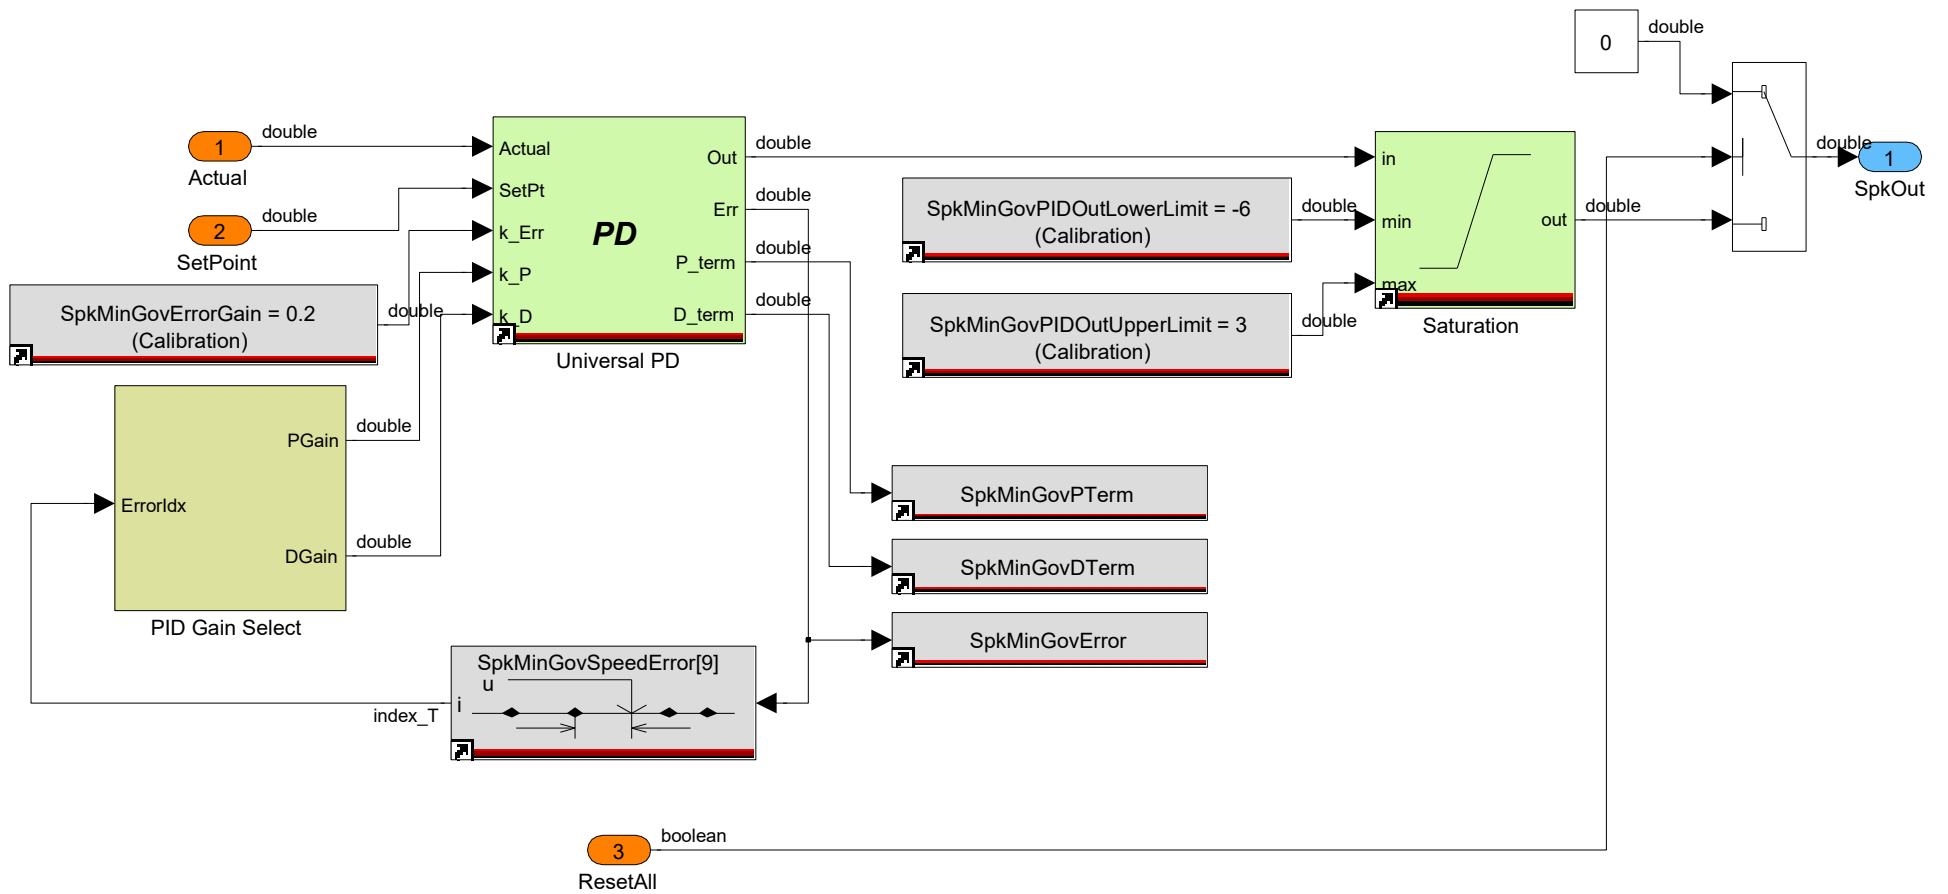 0
double
double
1
Actual
double
2
SetPoint
SpkMinGovErrorGain = 0.2
(Calibration)
double
Actual
SetPt
k_Err
k_P
k_D
PD
Out
Err
P_term
D_term
Universal PD
double
double
double
double
SpkMinGovPIDOutLowerLimit = -6
(Calibration)
double
SpkMinGovPIDOutUpperLimit = 3
(Calibration)
double
in
min
max
out
Saturation
double
double
1
SpkOut
ErrorIdx
PGain
DGain
PID Gain Select
double
double
SpkMinGovPTerm
SpkMinGovDTerm
SpkMinGovError
SpkMinGovSpeedError[9]
u
i
index_T
3
ResetAll
boolean